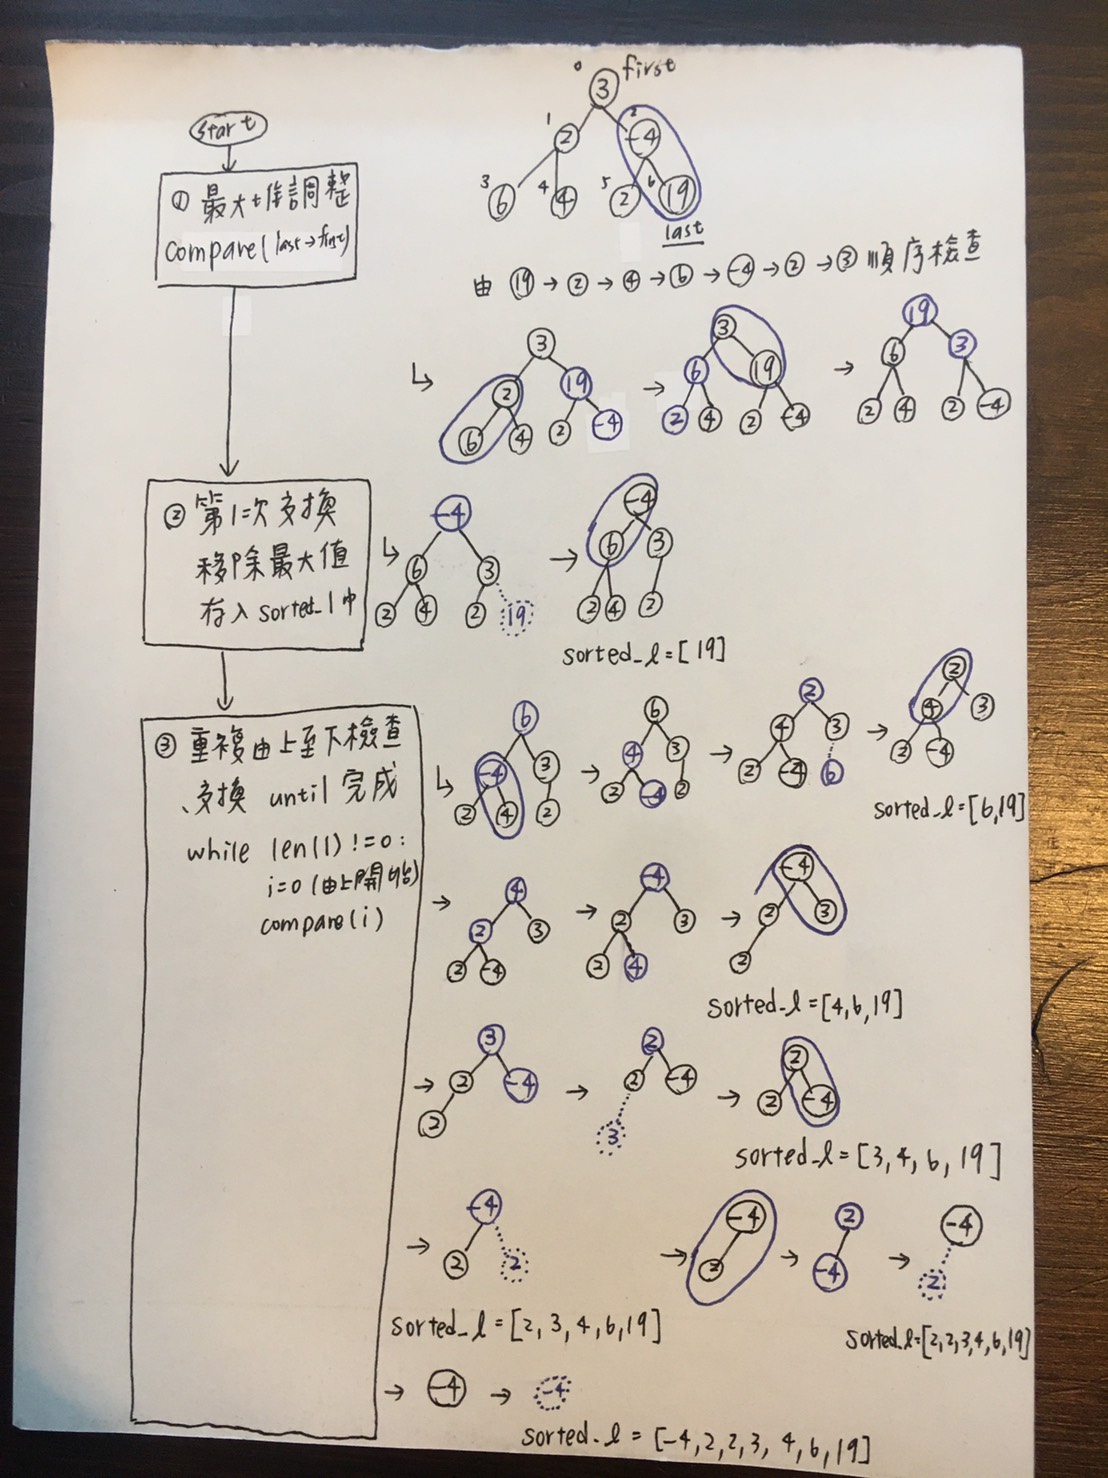 start
① 最大堆調整
compare(last→first)
0 3 first
1 2 2 -4
3 6 4 4 5 2 6 19
last
由 19 → 2 → 4 → 6 → -4 → 2 → 3 順序檢查
↳ 3 → 3 → 19
2 19 6 19 6 3
6 4 2 -4 2 4 2 -4 2 4 2 -4
② 第1次交換
移除最大值
存入 sorted_l 中
↳ -4 → -4
6 3 6 3
2 4 2 19 2 4 2
sorted_l = [19]
③ 重複由上至下檢查
、交換 until 完成
while len(l) != 0 :
i=0 (由上開始)
compare(i)
↳ 6 → 6 → 2 → 2
-4 3 4 3 4 3 4 3
2 4 2 2 -4 2 2 -4 6 2 -4
sorted_l = [6,19]
→ 4 → -4 → -4
2 3 2 3 2 3
2 -4 2 4 2
sorted_l = [4,6,19]
→ 3 → 2 → 2
2 -4 2 -4 2 -4
2 3
sorted_l = [3,4,6,19]
→ -4 → -4 → 2 → -4
2 2 2 -4 2
sorted_l = [2,3,4,6,19]
sorted_l=[2,2,3,4,6,19]
→ -4 → -4
sorted_l = [-4,2,2,3,4,6,19]